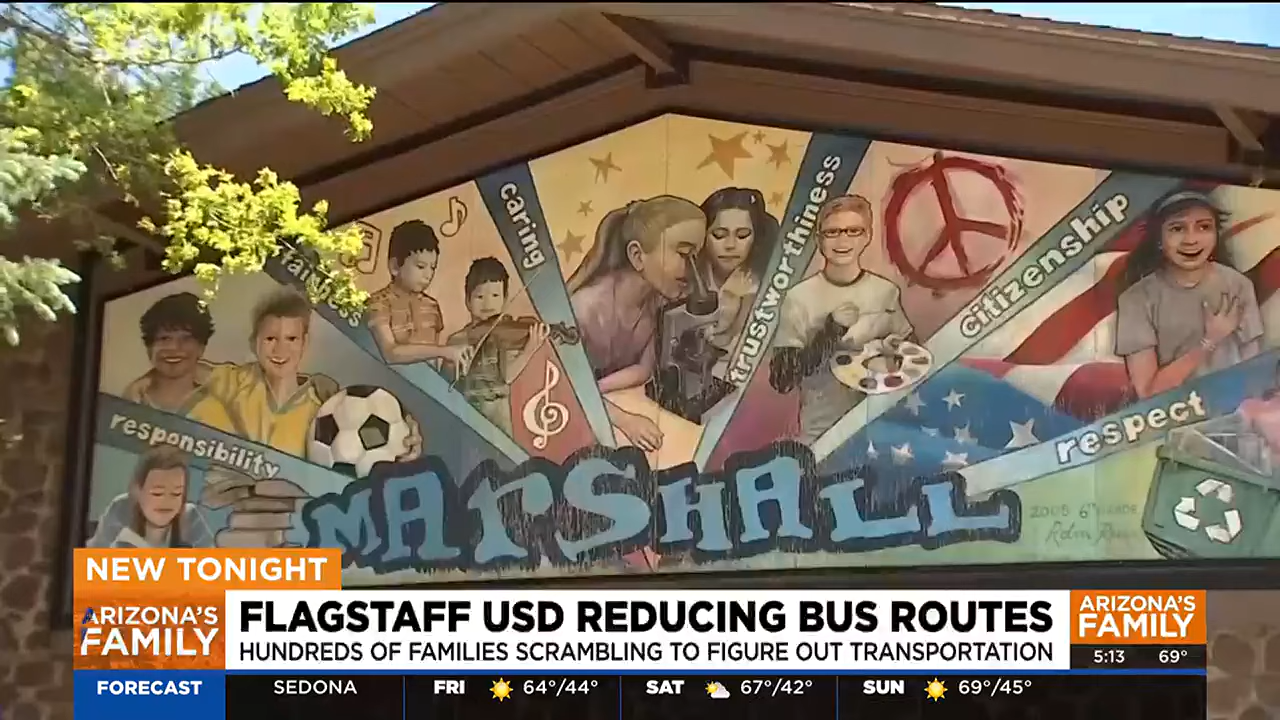 caring
trustworthiness
citizenship
responsibility
respect
MArSHALL
2008 6TH GRADE
NEW TONIGHT
ARIZONA'S
FAMILY
FLAGSTAFF USD REDUCING BUS ROUTES
HUNDREDS OF FAMILIES SCRAMBLING TO FIGURE OUT TRANSPORTATION
ARIZONA'S
FAMILY
5:13 69°
FORECAST SEDONA FRI 64°/44° SAT 67°/42° SUN 69°/45°